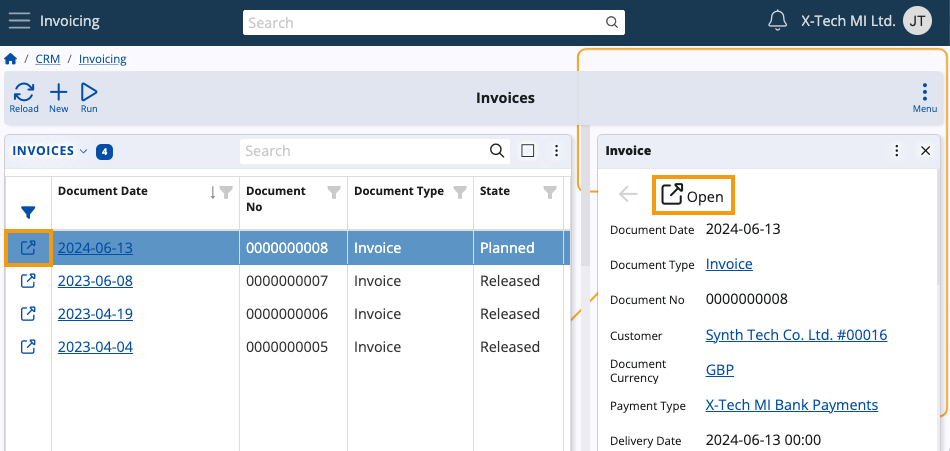 Invoicing
Search
X-Tech MI Ltd.
JT
/ CRM / Invoicing
Reload
New
Run
Invoices
Menu
INVOICES 4
Search
Document Date
Document No
Document Type
State
2024-06-13 0000000008 Invoice Planned
2023-06-08 0000000007 Invoice Released
2023-04-19 0000000006 Invoice Released
2023-04-04 0000000005 Invoice Released
Invoice
Open
Document Date 2024-06-13
Document Type Invoice
Document No 0000000008
Customer Synth Tech Co. Ltd. #00016
Document Currency GBP
Payment Type X-Tech MI Bank Payments
Delivery Date 2024-06-13 00:00